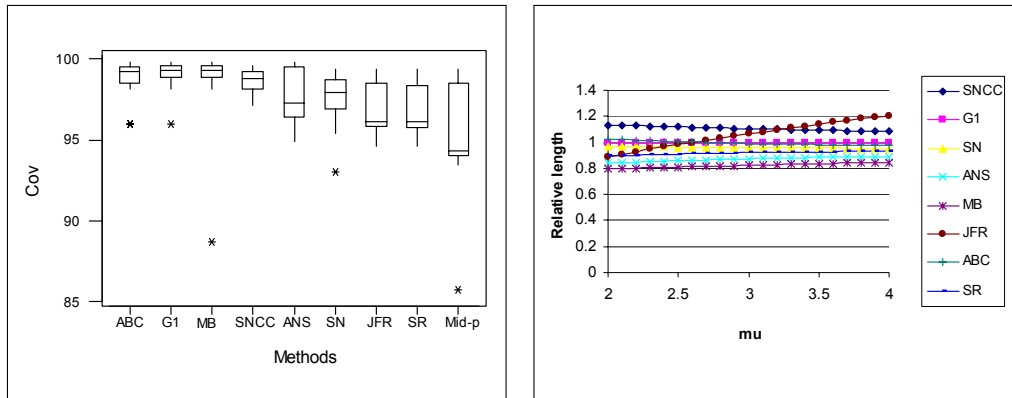 100
95
90
85
Cov
ABC G1 MB SNCC ANS SN JFR SR Mid-p
Methods
1.4
1.2
1
0.8
0.6
0.4
0.2
0
Relative length
2 2.5 3 3.5 4
mu
SNCC
G1
SN
ANS
MB
JFR
ABC
SR